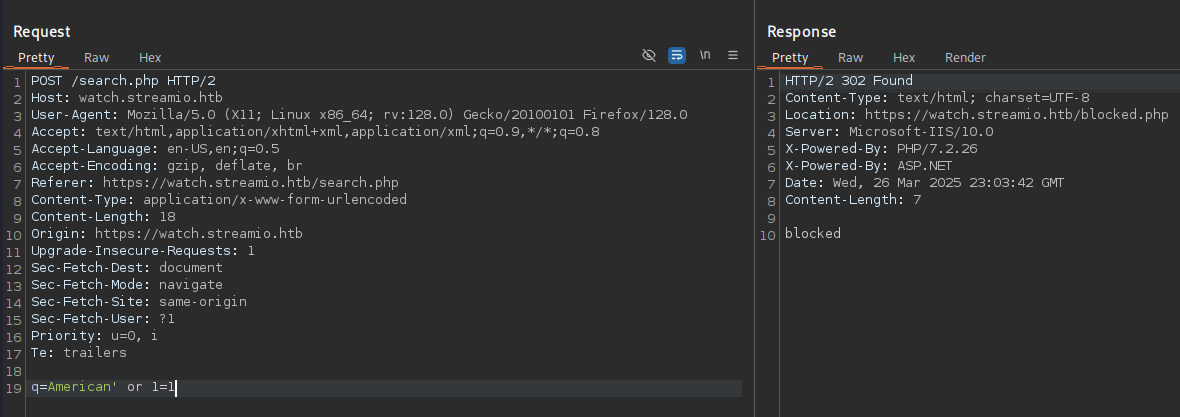 Request
Pretty Raw Hex
\n
1 POST /search.php HTTP/2
2 Host: watch.streamio.htb
3 User-Agent: Mozilla/5.0 (X11; Linux x86_64; rv:128.0) Gecko/20100101 Firefox/128.0
4 Accept: text/html,application/xhtml+xml,application/xml;q=0.9,*/*;q=0.8
5 Accept-Language: en-US,en;q=0.5
6 Accept-Encoding: gzip, deflate, br
7 Referer: https://watch.streamio.htb/search.php
8 Content-Type: application/x-www-form-urlencoded
9 Content-Length: 18
10 Origin: https://watch.streamio.htb
11 Upgrade-Insecure-Requests: 1
12 Sec-Fetch-Dest: document
13 Sec-Fetch-Mode: navigate
14 Sec-Fetch-Site: same-origin
15 Sec-Fetch-User: ?1
16 Priority: u=0, i
17 Te: trailers
18
19 q=American' or 1=1
Response
Pretty Raw Hex Render
1 HTTP/2 302 Found
2 Content-Type: text/html; charset=UTF-8
3 Location: https://watch.streamio.htb/blocked.php
4 Server: Microsoft-IIS/10.0
5 X-Powered-By: PHP/7.2.26
6 X-Powered-By: ASP.NET
7 Date: Wed, 26 Mar 2025 23:03:42 GMT
8 Content-Length: 7
9
10 blocked